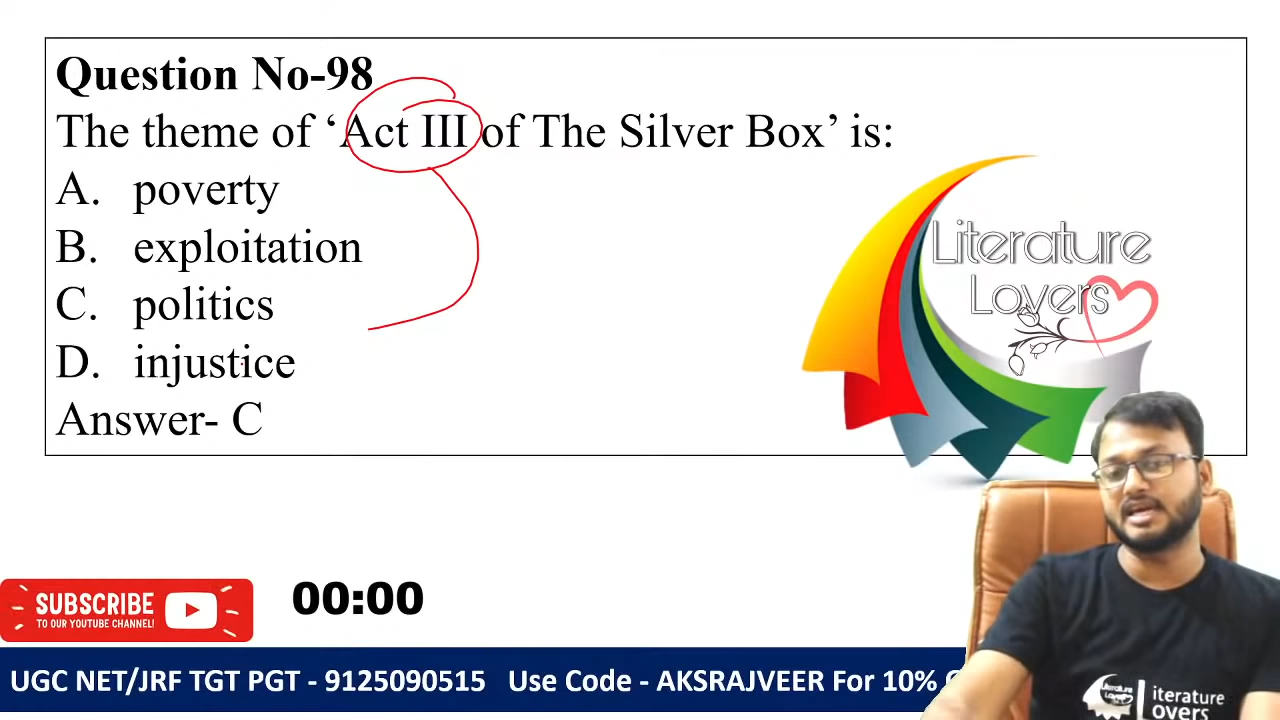 Question No-98
The theme of ‘Act III of The Silver Box’ is:
A. poverty
B. exploitation
C. politics
D. injustice
Answer- C
Literature
Lovers
SUBSCRIBE
TO OUR YOUTUBE CHANNEL!
00:00
UGC NET/JRF TGT PGT - 9125090515 Use Code - AKSRAJVEER For 10%
iterature
overs